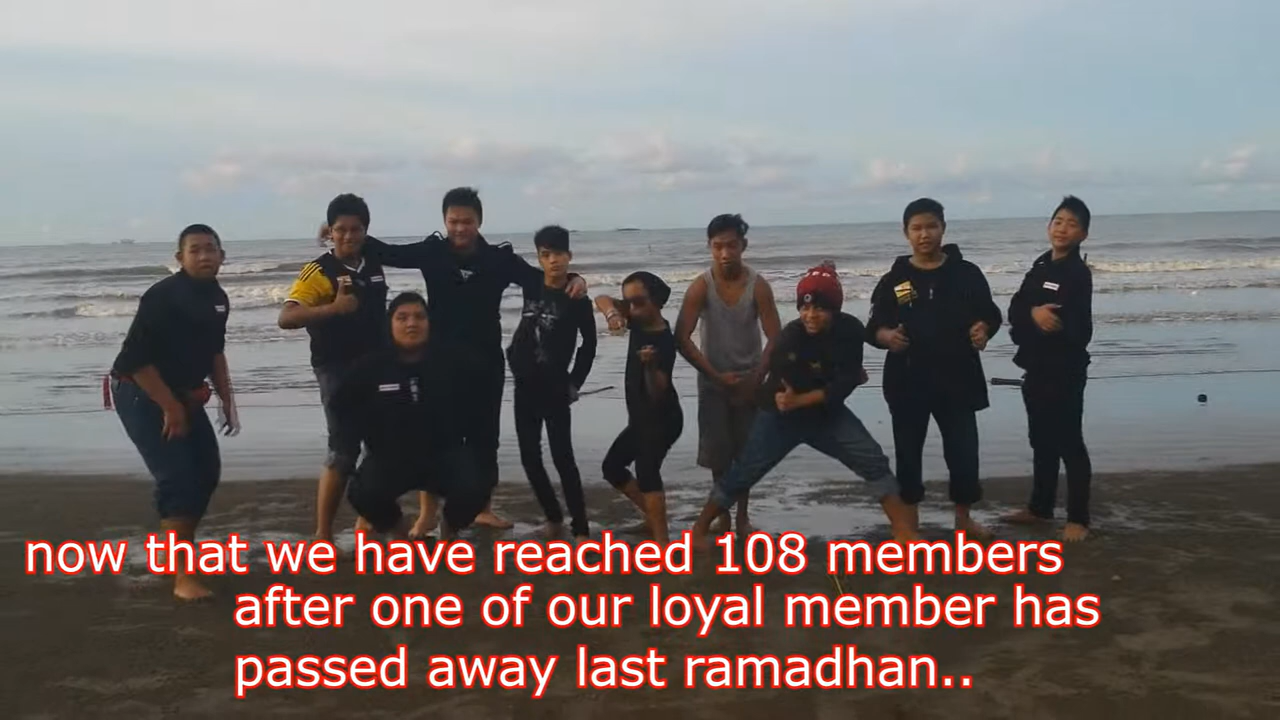 now that we have reached 108 members
after one of our loyal member has
passed away last ramadhan..